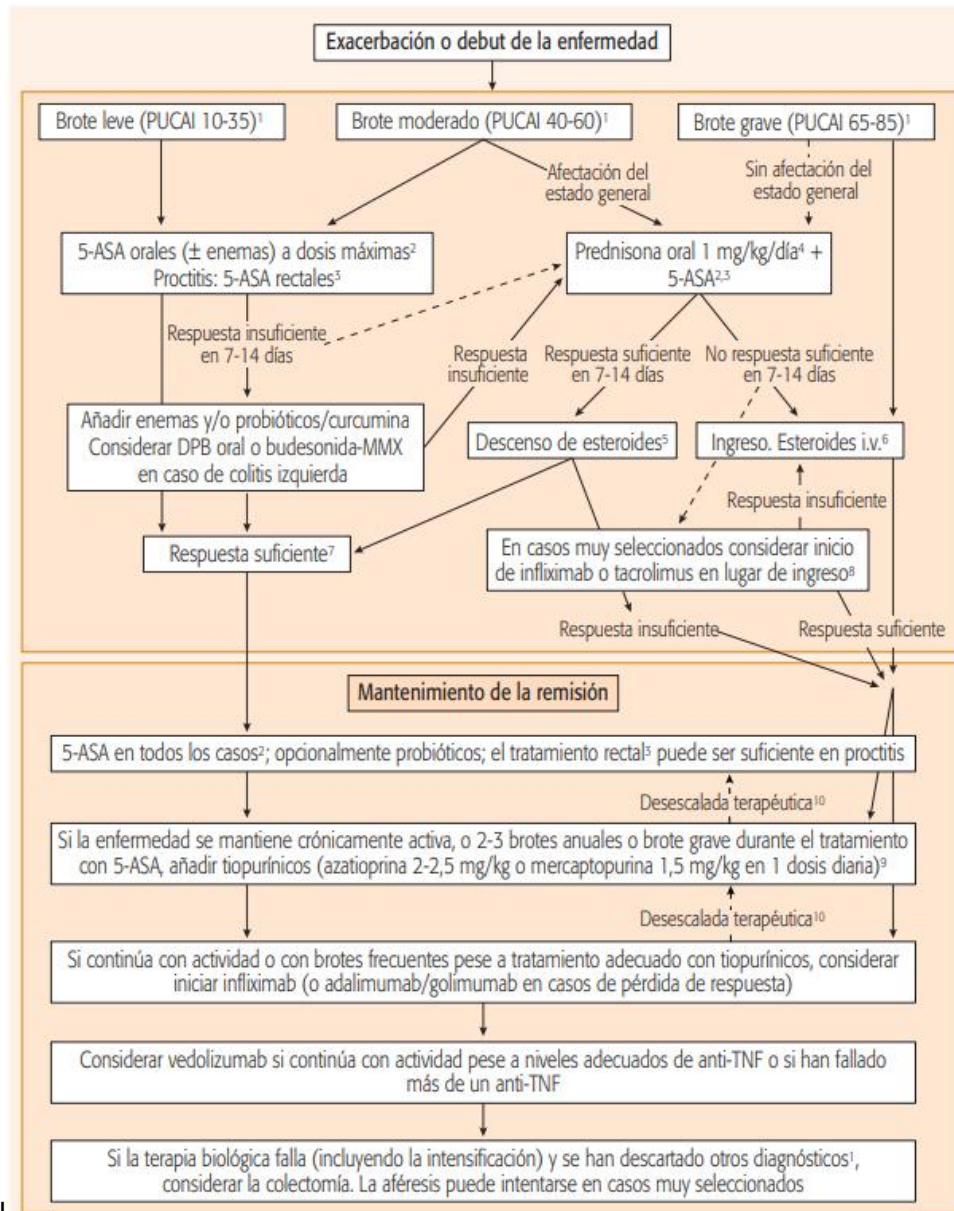 Exacerbación o debut de la enfermedad
Brote leve (PUCAI 10-35)¹
Brote moderado (PUCAI 40-60)¹
Brote grave (PUCAI 65-85)¹
Afectación del
estado general
Sin afectación del
estado general
5-ASA orales (± enemas) a dosis máximas²
Proctitis: 5-ASA rectales³
Prednisona oral 1 mg/kg/día⁴ +
5-ASA²,³
Respuesta insuficiente
en 7-14 días
Respuesta
insuficiente
Respuesta suficiente
en 7-14 días
No respuesta suficiente
en 7-14 días
Añadir enemas y/o probióticos/curcumina
Considerar DPB oral o budesonida-MMX
en caso de colitis izquierda
Descenso de esteroides⁵
Ingreso. Esteroides i.v.⁶
Respuesta insuficiente
Respuesta suficiente⁷
En casos muy seleccionados considerar inicio
de infliximab o tacrolimus en lugar de ingreso⁸
Respuesta insuficiente
Respuesta suficiente
Mantenimiento de la remisión
5-ASA en todos los casos²; opcionalmente probióticos; el tratamiento rectal³ puede ser suficiente en proctitis
Desescalada terapéutica¹⁰
Si la enfermedad se mantiene crónicamente activa, o 2-3 brotes anuales o brote grave durante el tratamiento
con 5-ASA, añadir tiopurínicos (azatioprina 2-2,5 mg/kg o mercaptopurina 1,5 mg/kg en 1 dosis diaria)⁹
Desescalada terapéutica¹⁰
Si continúa con actividad o con brotes frecuentes pese a tratamiento adecuado con tiopurínicos, considerar
iniciar infliximab (o adalimumab/golimumab en casos de pérdida de respuesta)
Considerar vedolizumab si continúa con actividad pese a niveles adecuados de anti-TNF o si han fallado
más de un anti-TNF
Si la terapia biológica falla (incluyendo la intensificación) y se han descartado otros diagnósticos¹,
considerar la colectomía. La aféresis puede intentarse en casos muy seleccionados